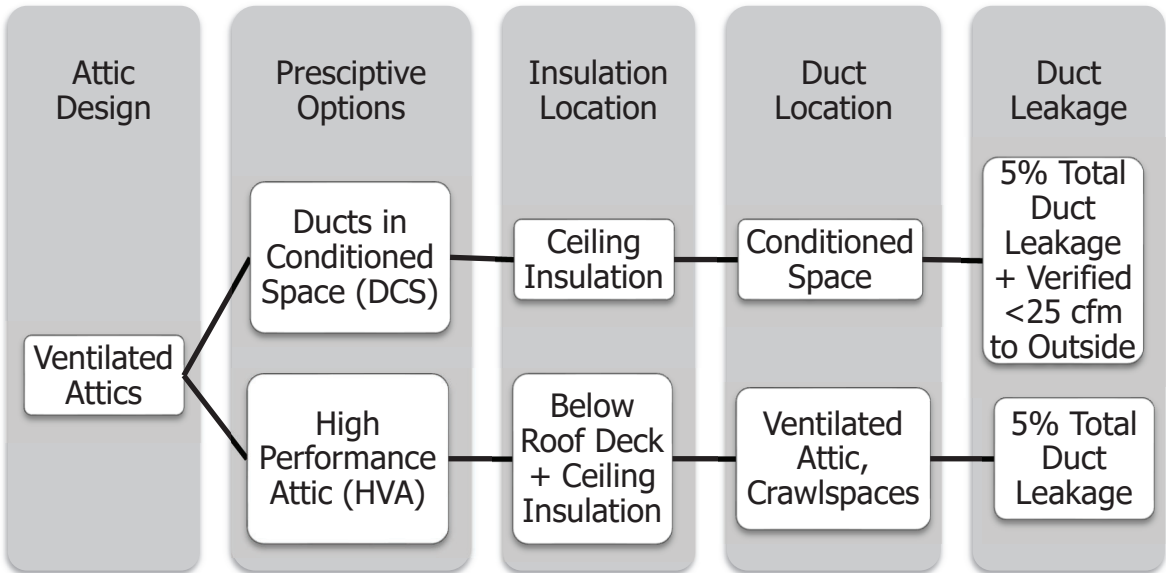 Attic
Design
Presciptive
Options
Insulation
Location
Duct
Location
Duct
Leakage
Ventilated
Attics
Ducts in
Conditioned
Space (DCS)
Ceiling
Insulation
Conditioned
Space
5% Total
Duct
Leakage
+ Verified
<25 cfm
to Outside
High
Performance
Attic (HVA)
Below
Roof Deck
+ Ceiling
Insulation
Ventilated
Attic,
Crawlspaces
5% Total
Duct
Leakage